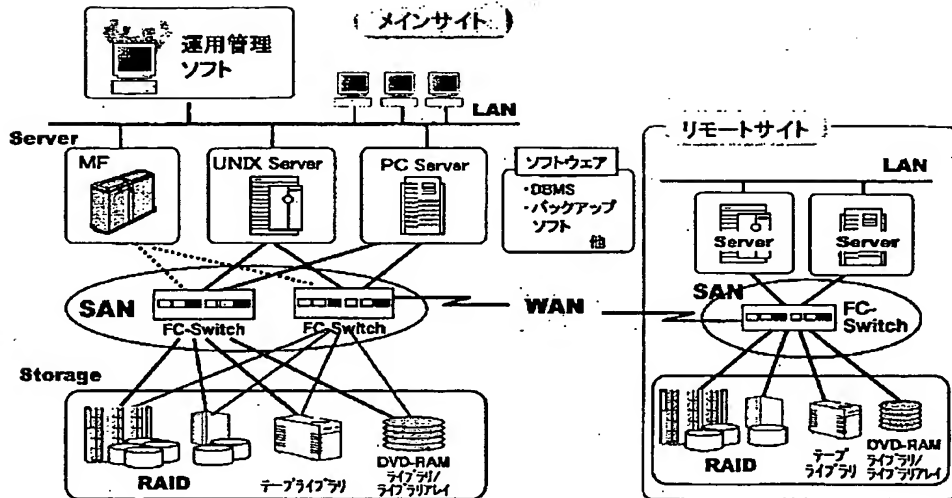 メインサイト
運用管理
ソフト
LAN
Server
MF
UNIX Server
PC Server
ソフトウェア
・DBMS
・バックアップ
ソフト
他
リモートサイト
LAN
Server
Server
SAN
FC-Switch
FC-Switch
WAN
SAN
FC-
Switch
Storage
RAID
テープライブラリ
DVD-RAM
ライブラリ/
ライブラリアレイ
RAID
テープ
ライブラリ
DVD-RAM
ライブラリ/
ライブラリアレイ